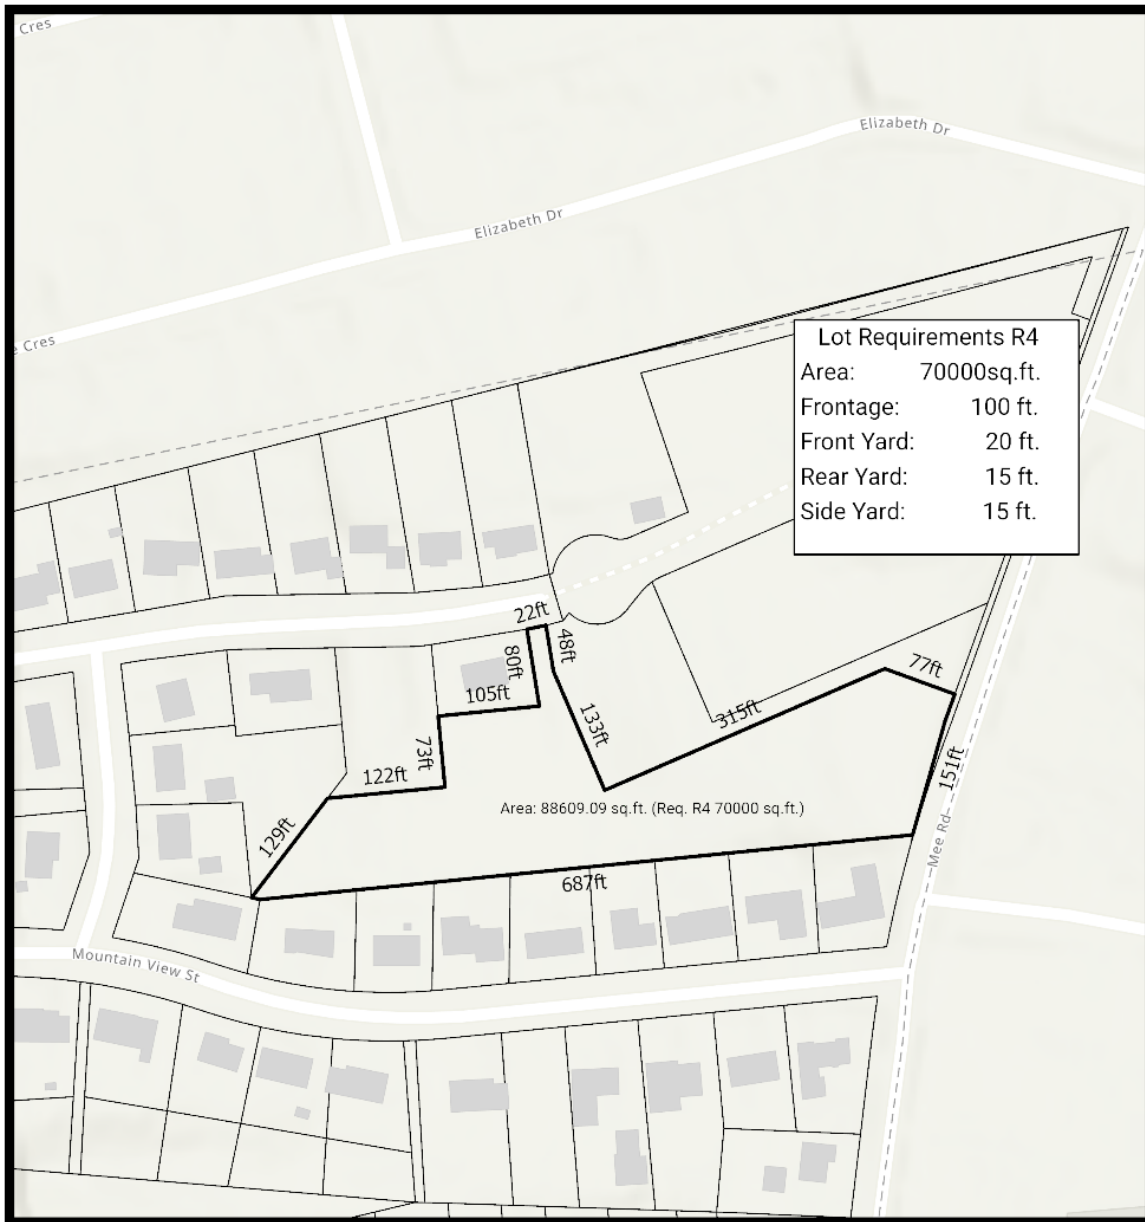 Cres
Elizabeth Dr
Elizabeth Dr
e Cres
Lot Requirements R4
Area: 70000sq.ft.
Frontage: 100 ft.
Front Yard: 20 ft.
Rear Yard: 15 ft.
Side Yard: 15 ft.
22ft
48ft
80ft
77ft
105ft
133ft
315ft
73ft
151ft
122ft
Area: 88609.09 sq.ft. (Req. R4 70000 sq.ft.)
129ft
Mee Rd
687ft
Mountain View St